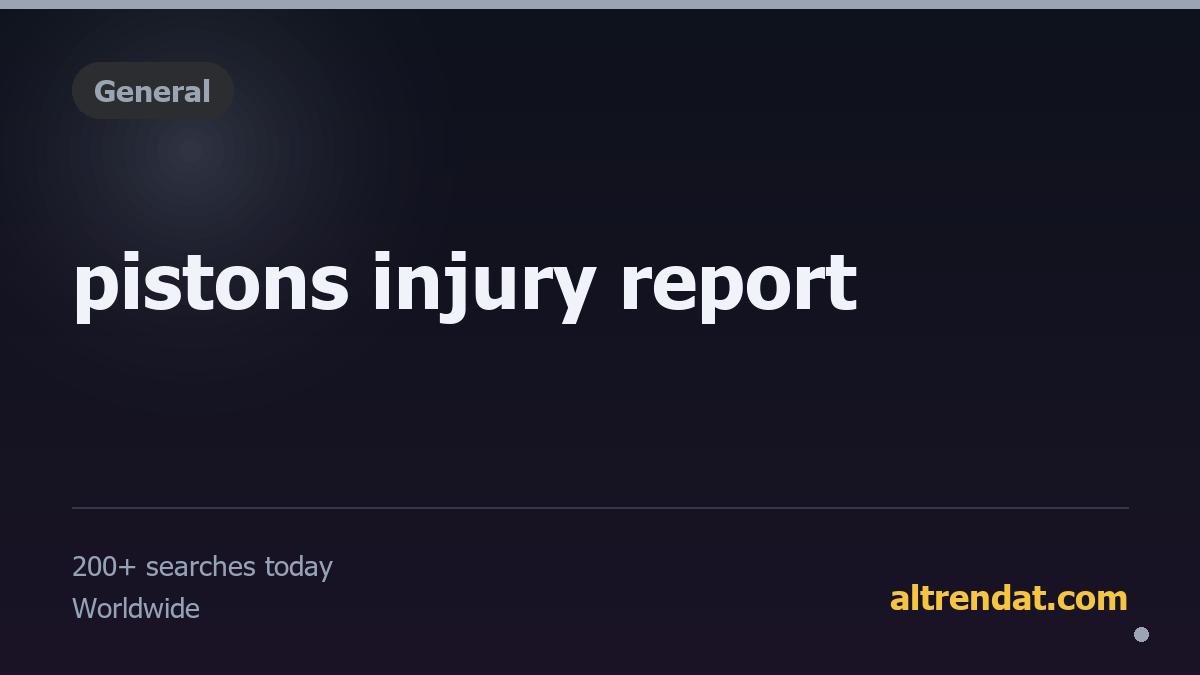 General
pistons injury report
200+ searches today
Worldwide
altrendat.com